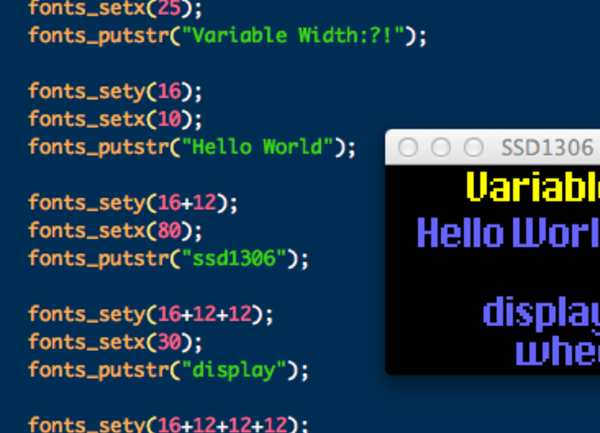 fonts_setx(25);
fonts_putstr("Variable Width:?!");
fonts_sety(16);
fonts_setx(10);
fonts_putstr("Hello World");
fonts_sety(16+12);
fonts_setx(80);
fonts_putstr("ssd1306");
fonts_sety(16+12+12);
fonts_setx(30);
fonts_putstr("display");
fonts_sety(16+12+12+12);
SSD1306
Variabl
Hello Worl
display
whe